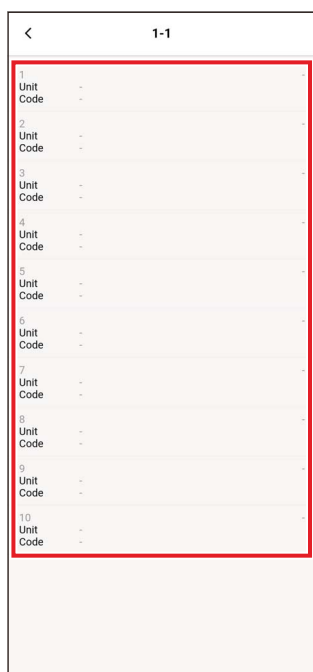 1-1
1 -
Unit -
Code -
2 -
Unit -
Code -
3 -
Unit -
Code -
4 -
Unit -
Code -
5 -
Unit -
Code -
6 -
Unit -
Code -
7 -
Unit -
Code -
8 -
Unit -
Code -
9 -
Unit -
Code -
10 -
Unit -
Code -